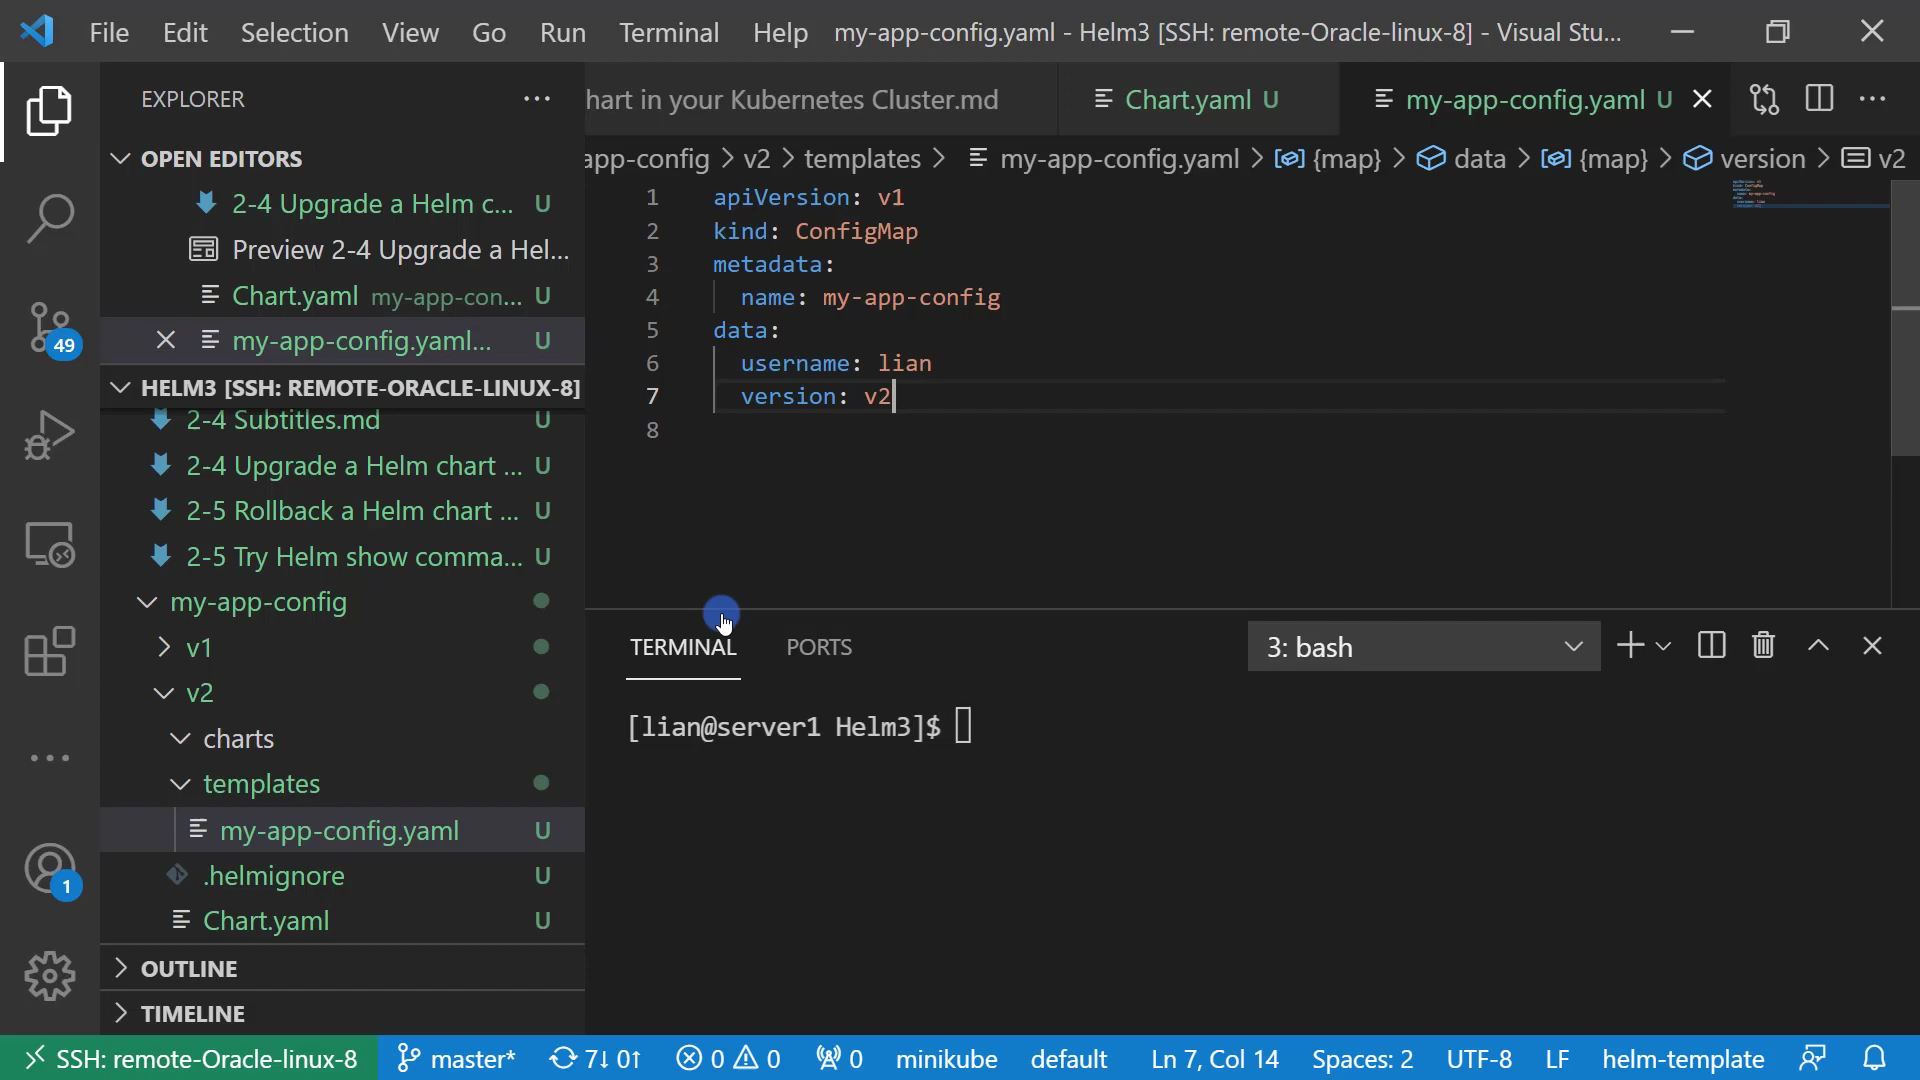 File Edit Selection View Go Run Terminal Help my-app-config.yaml - Helm3 [SSH: remote-Oracle-linux-8] - Visual Stu...
EXPLORER
hart in your Kubernetes Cluster.md
Chart.yaml U
my-app-config.yaml U
OPEN EDITORS
app-config > v2 > templates > my-app-config.yaml > {map} > data > {map} > version > v2
2-4 Upgrade a Helm c... U
Preview 2-4 Upgrade a Hel...
Chart.yaml my-app-con... U
my-app-config.yaml... U
HELM3 [SSH: REMOTE-ORACLE-LINUX-8]
2-4 Subtitles.md U
2-4 Upgrade a Helm chart ... U
2-5 Rollback a Helm chart ... U
2-5 Try Helm show comma... U
my-app-config
v1
v2
charts
templates
my-app-config.yaml U
.helmignore U
Chart.yaml U
OUTLINE
TIMELINE
49
1
1 apiVersion: v1
2 kind: ConfigMap
3 metadata:
4 name: my-app-config
5 data:
6 username: lian
7 version: v2
8
TERMINAL PORTS 3: bash
[lian@server1 Helm3]$
SSH: remote-Oracle-linux-8 master* 7↓ 0↑ 0 0 0 minikube default Ln 7, Col 14 Spaces: 2 UTF-8 LF helm-template